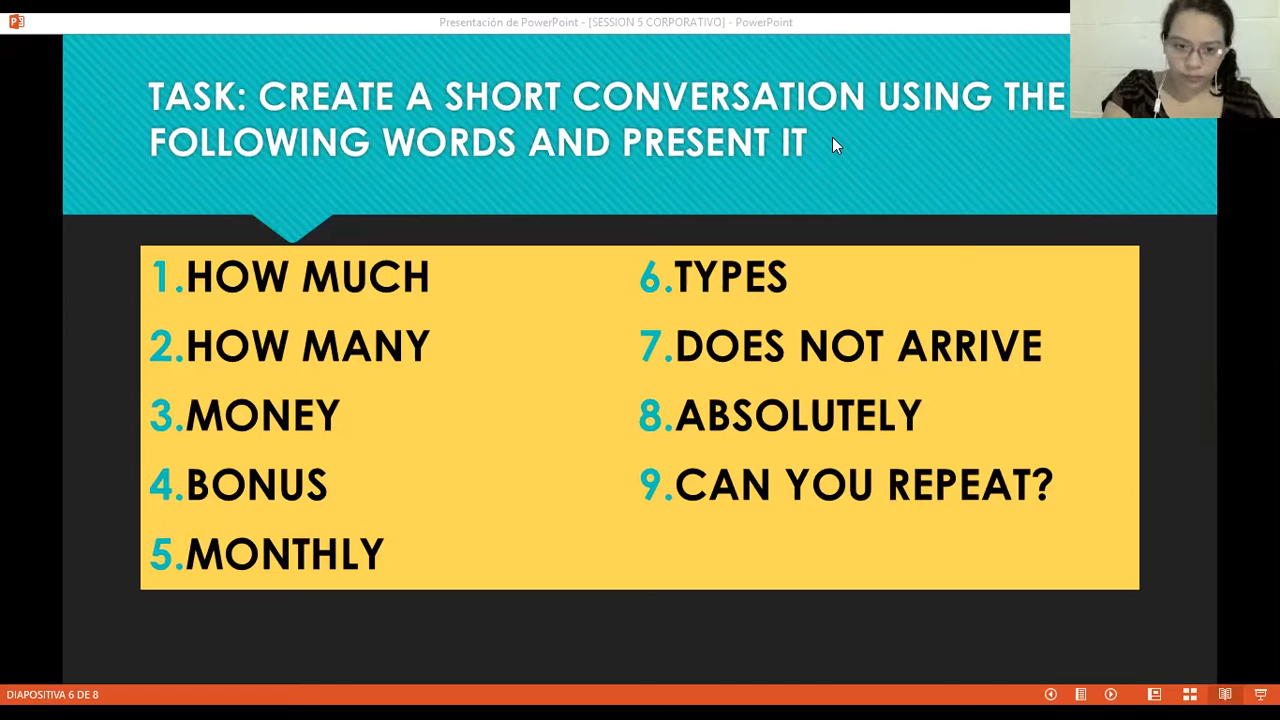 Presentación de PowerPoint - [SESSION 5 CORPORATIVO] - PowerPoint
TASK: CREATE A SHORT CONVERSATION USING THE
FOLLOWING WORDS AND PRESENT IT
1.HOW MUCH
2.HOW MANY
3.MONEY
4.BONUS
5.MONTHLY
6.TYPES
7.DOES NOT ARRIVE
8.ABSOLUTELY
9.CAN YOU REPEAT?
DIAPOSITIVA 6 DE 8